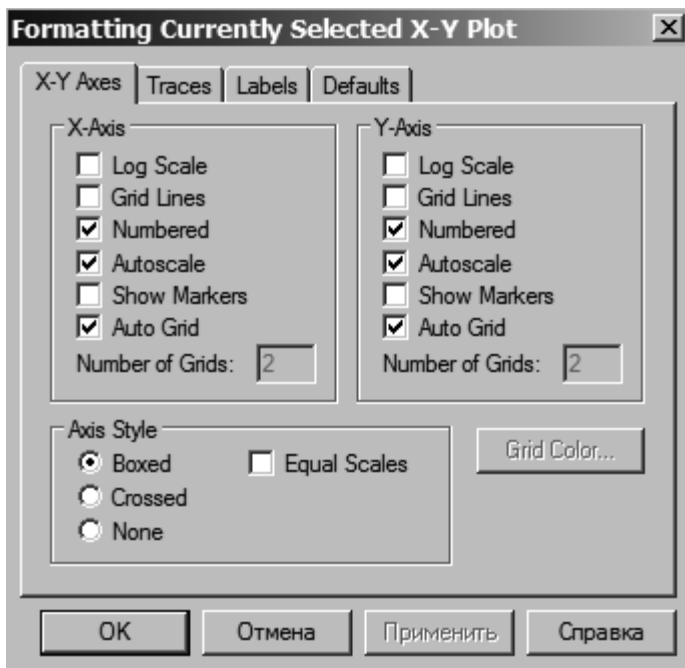 Formatting Currently Selected X-Y Plot
X-Y Axes Traces Labels Defaults
X-Axis
Log Scale
Grid Lines
Numbered
Autoscale
Show Markers
Auto Grid
Number of Grids: 2
Y-Axis
Log Scale
Grid Lines
Numbered
Autoscale
Show Markers
Auto Grid
Number of Grids: 2
Axis Style
Boxed Equal Scales
Crossed
None
Grid Color...
OK Отмена Применить Справка